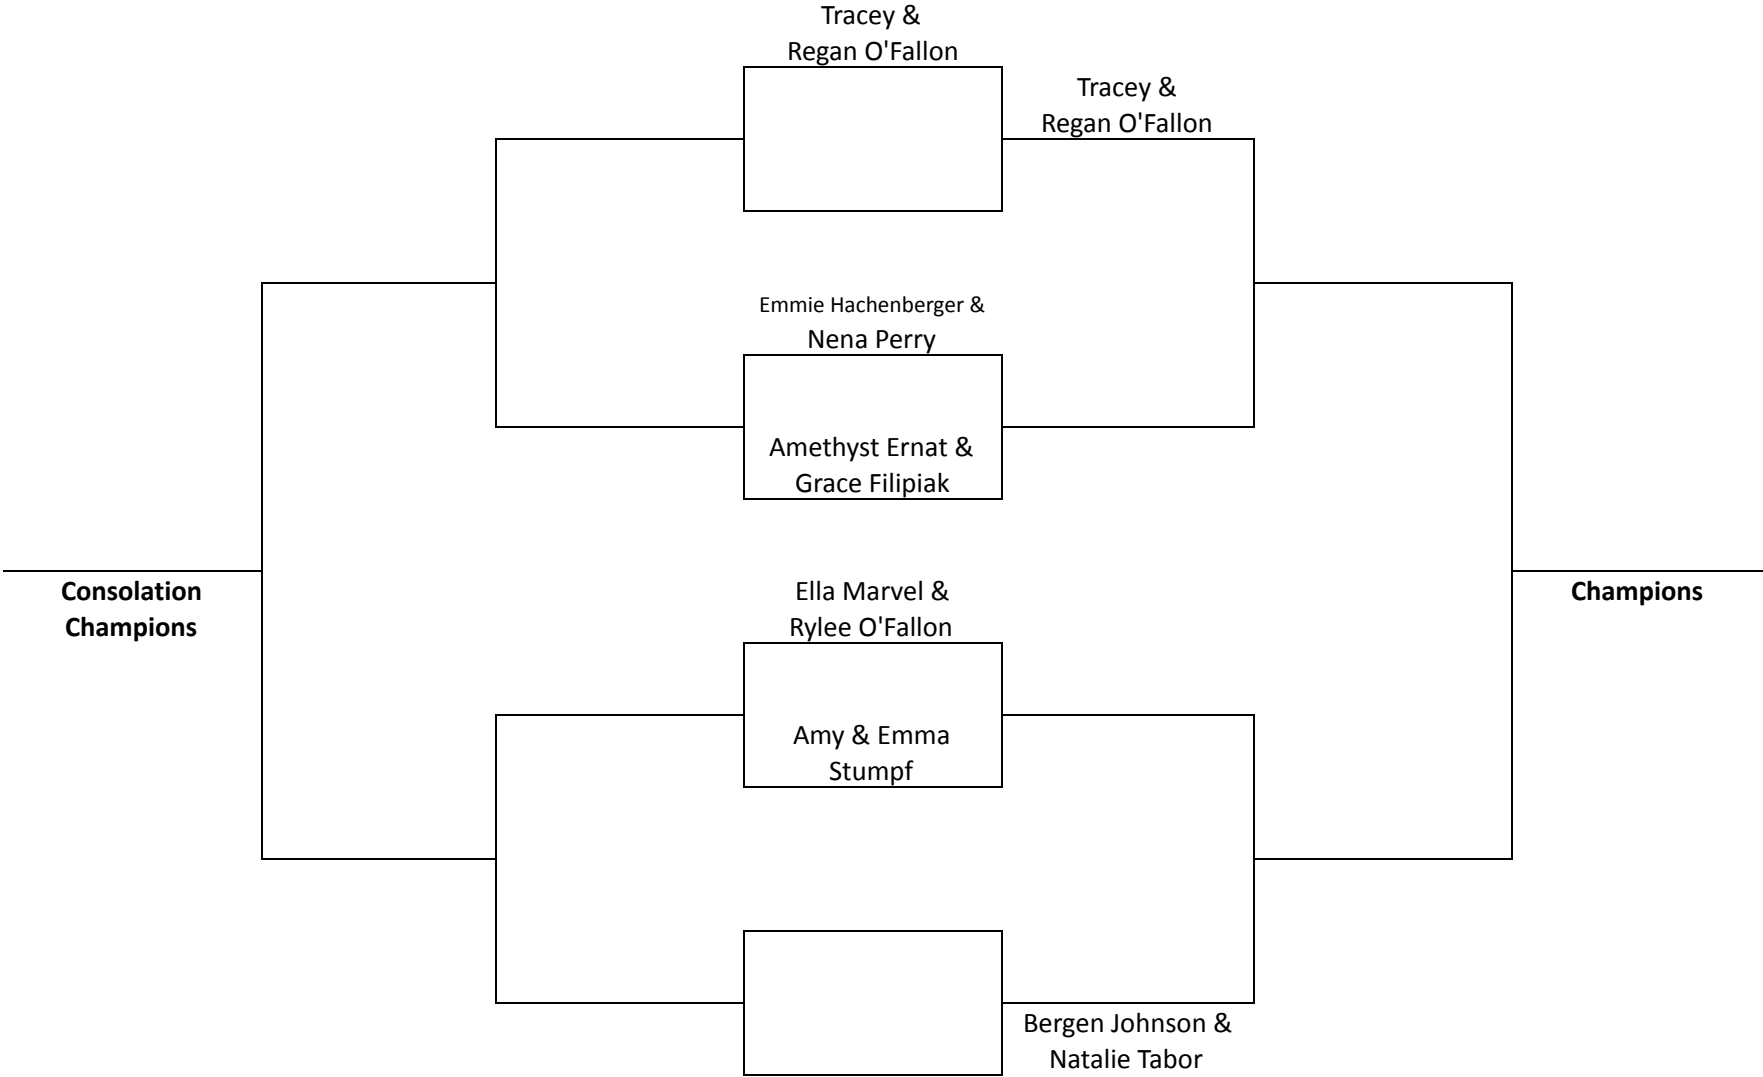 Tracey &
Regan O'Fallon
Tracey &
Regan O'Fallon
Emmie Hachenberger &
Nena Perry
Amethyst Ernat &
Grace Filipiak
Consolation
Champions
Ella Marvel &
Rylee O'Fallon
Champions
Amy & Emma
Stumpf
Bergen Johnson &
Natalie Tabor